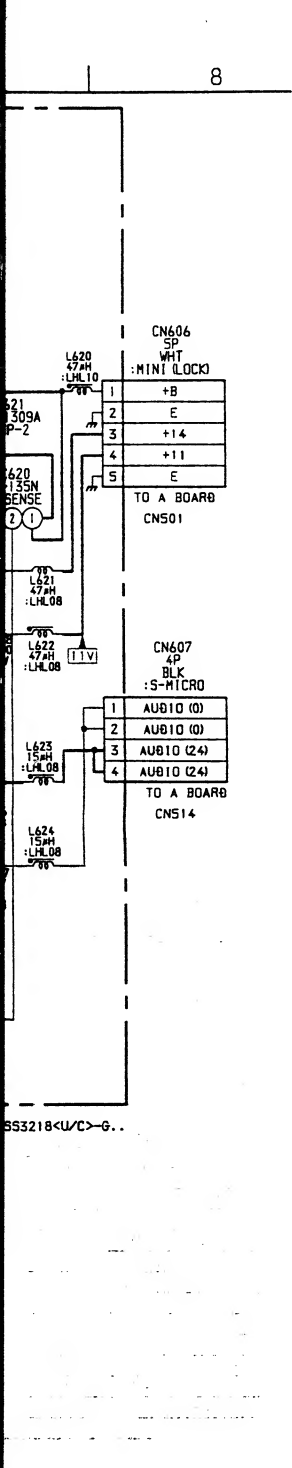 8
CN606
5P
WHT
:MINI (LOCK)
L620
47μH
:LHL10
1 +B
2 E
3 +14
4 +11
5 E
TO A BOARD
CN501
621
309A
P-2
620
135N
SENSE
2 1
L621
47μH
:LHL08
L622
47μH
:LHL08
11V
CN607
4P
BLK
:S-MICRO
1 AUDIO (0)
2 AUDIO (0)
3 AUDIO (24)
4 AUDIO (24)
TO A BOARD
CN514
L623
15μH
:LHL08
L624
15μH
:LHL08
SS3218<U/C>-G..